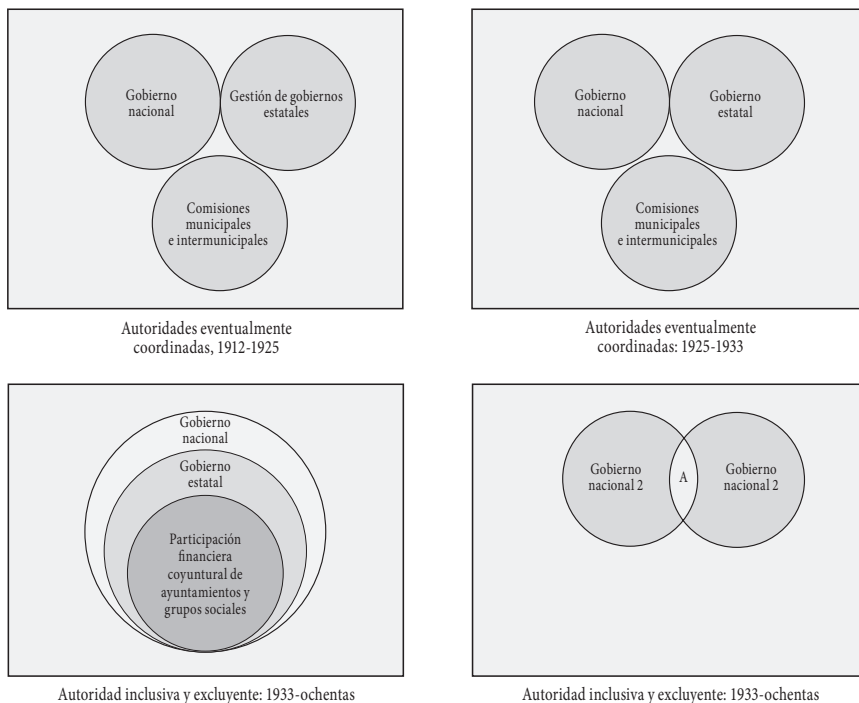 Gobierno
nacional
Gestión de gobiernos
estatales
Comisiones
municipales
e intermunicipales
Autoridades eventualmente
coordinadas, 1912-1925
Gobierno
nacional
Gobierno
estatal
Comisiones
municipales
e intermunicipales
Autoridades eventualmente
coordinadas: 1925-1933
Gobierno
nacional
Gobierno
estatal
Participación
financiera
coyuntural de
ayuntamientos y
grupos sociales
Autoridad inclusiva y excluyente: 1933-ochentas
Gobierno
nacional 2
A
Gobierno
nacional 2
Autoridad inclusiva y excluyente: 1933-ochentas